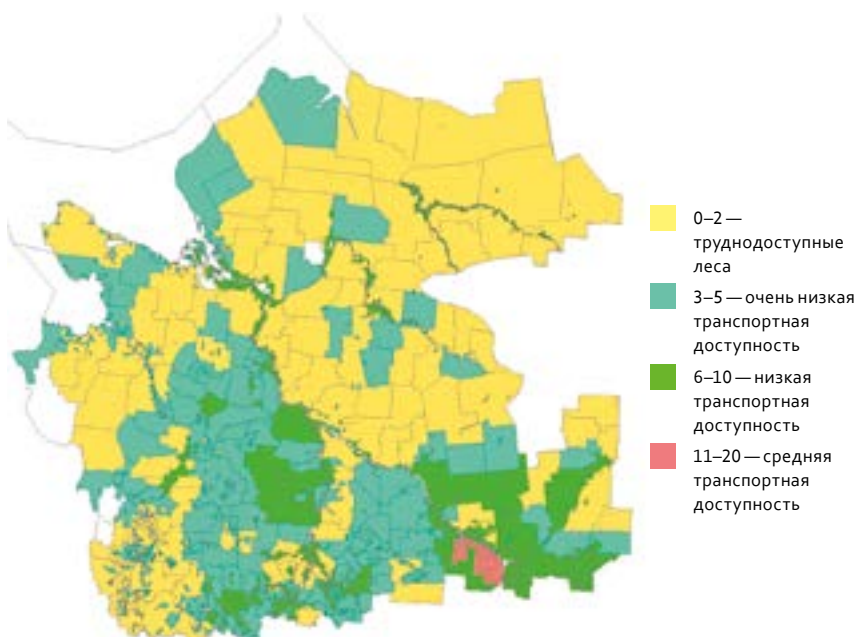 0–2 —
труднодоступные
леса
3–5 — очень низкая
транспортная
доступность
6–10 — низкая
транспортная
доступность
11–20 — средняя
транспортная
доступность